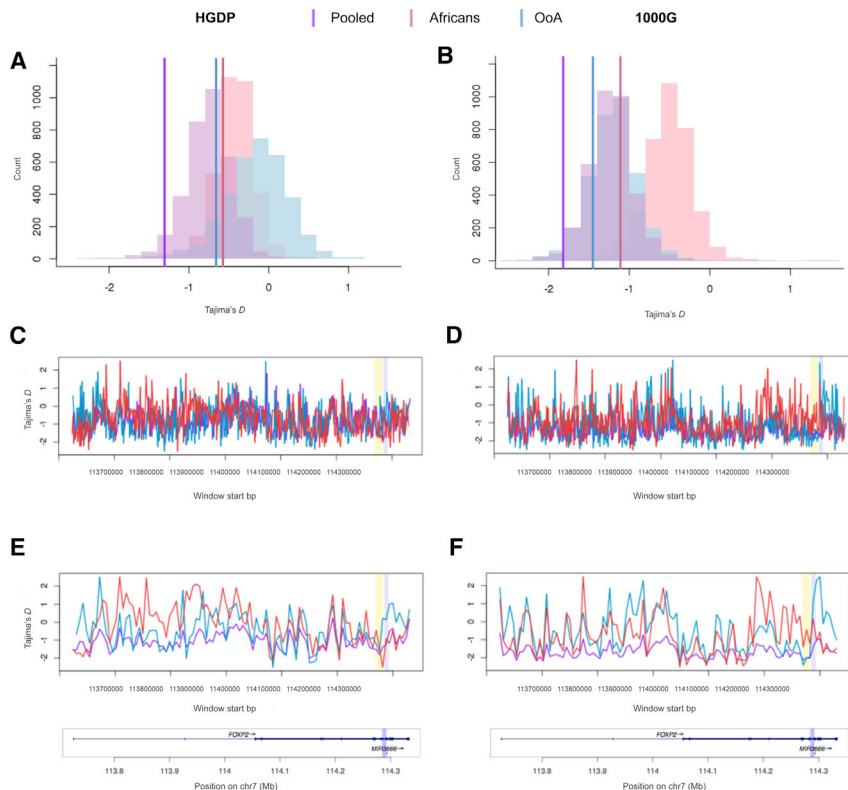 HGDP Pooled Africans OoA 1000G
A
B
Count
0 200 400 600 800 1000
-2 -1 0 1
Tajima's D
Count
0 200 400 600 800 1000
-2 -1 0 1
Tajima's D
C
D
Tajima's D
-2 -1 0 1 2
113700000 113800000 113900000 114000000 114100000 114200000 114300000
Window start bp
-2 -1 0 1 2
113700000 113800000 113900000 11400000 114100000 114200000 114300000
Window start bp
E
F
Tajima's D
-2 -1 0 1 2
113700000 113800000 113900000 114000000 114100000 114200000 114300000
Window start bp
-2 -1 0 1 2
113700000 113800000 113900000 11400000 114100000 114200000 114300000
Window start bp
FOXP2→
MIR3666→
113.8 113.9 114 114.1 114.2 114.3
Position on chr7 (Mb)
FOXP2→
MIR3666→
113.8 113.9 114 114.1 114.2 114.3
Position on chr7 (Mb)